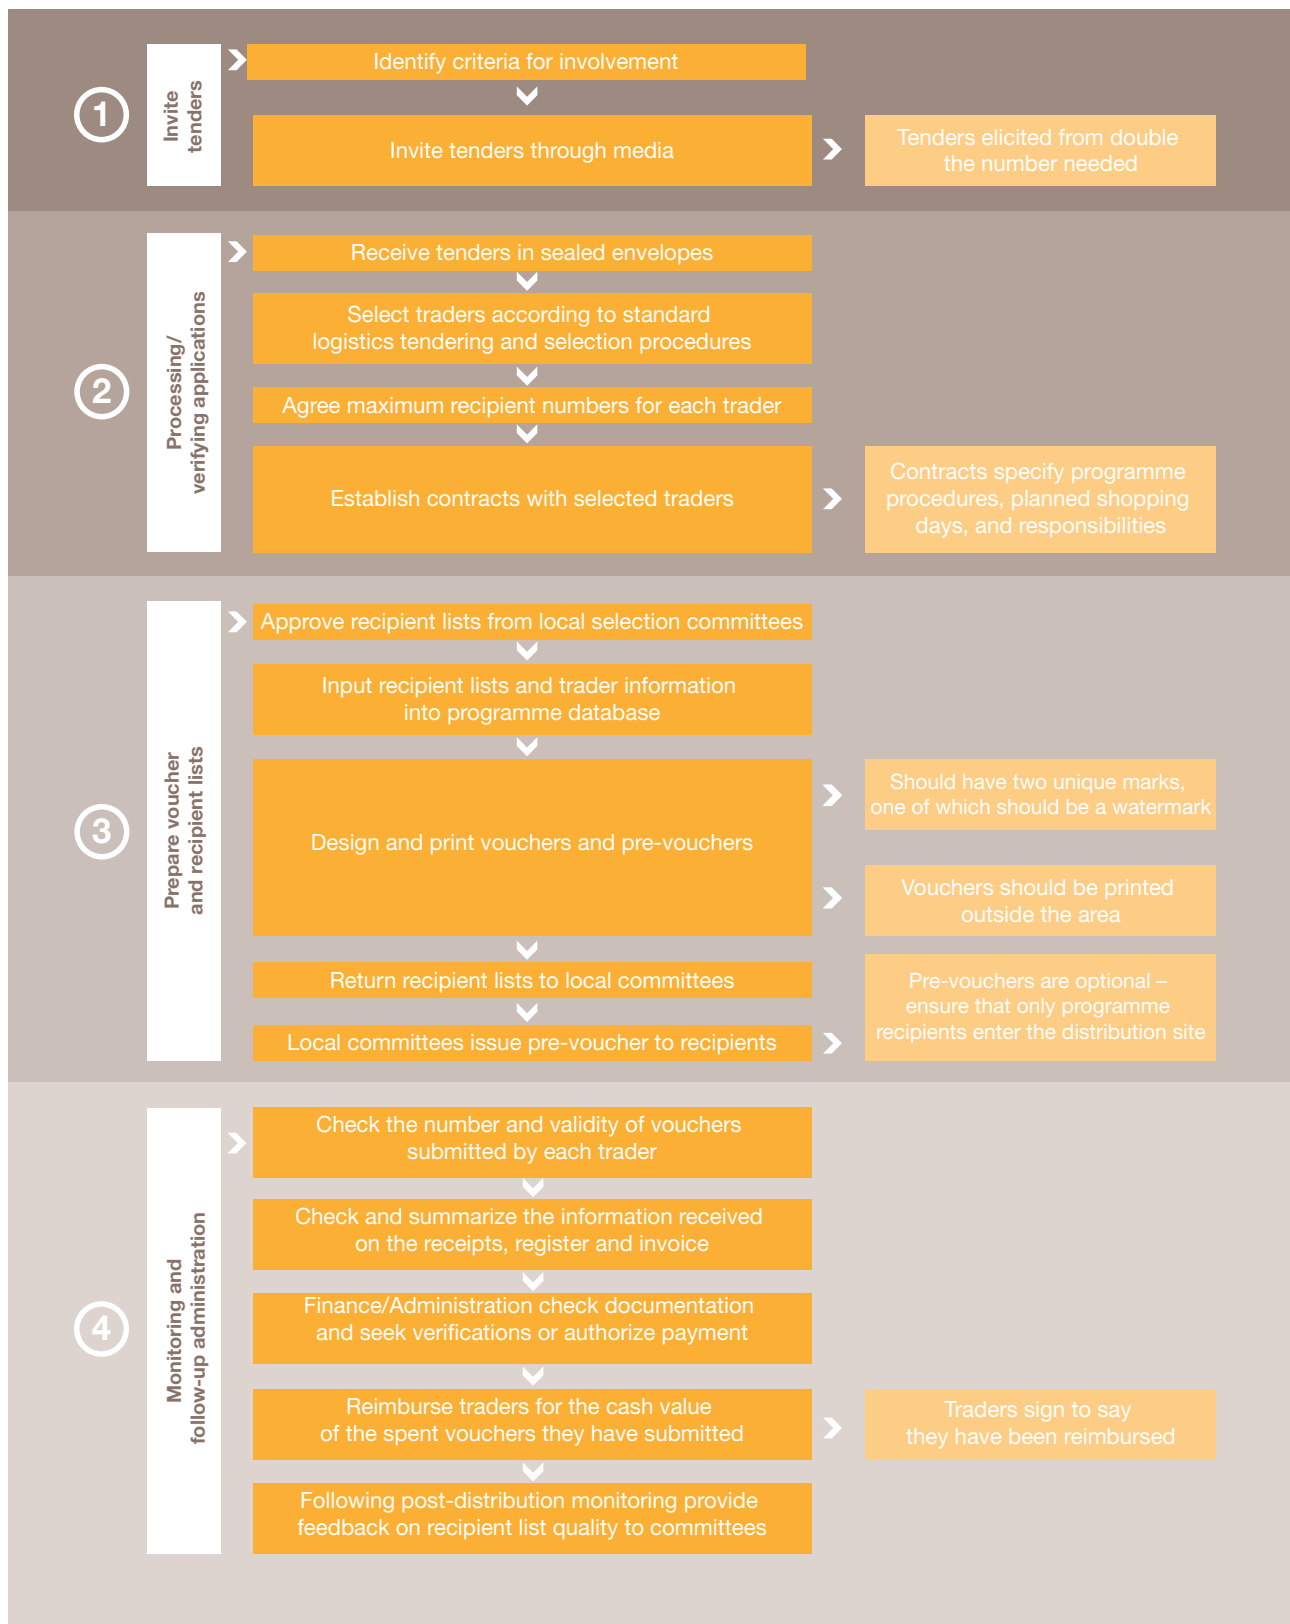 1
Invite
tenders
Identify criteria for involvement
Invite tenders through media
Tenders elicited from double
the number needed
2
Processing/
verifying applications
Receive tenders in sealed envelopes
Select traders according to standard
logistics tendering and selection procedures
Agree maximum recipient numbers for each trader
Establish contracts with selected traders
Contracts specify programme
procedures, planned shopping
days, and responsibilities
3
Prepare voucher
and recipient lists
Approve recipient lists from local selection committees
Input recipient lists and trader information
into programme database
Design and print vouchers and pre-vouchers
Should have two unique marks,
one of which should be a watermark
Vouchers should be printed
outside the area
Return recipient lists to local committees
Local committees issue pre-voucher to recipients
Pre-vouchers are optional –
ensure that only programme
recipients enter the distribution site
4
Monitoring and
follow-up administration
Check the number and validity of vouchers
submitted by each trader
Check and summarize the information received
on the receipts, register and invoice
Finance/Administration check documentation
and seek verifications or authorize payment
Reimburse traders for the cash value
of the spent vouchers they have submitted
Traders sign to say
they have been reimbursed
Following post-distribution monitoring provide
feedback on recipient list quality to committees